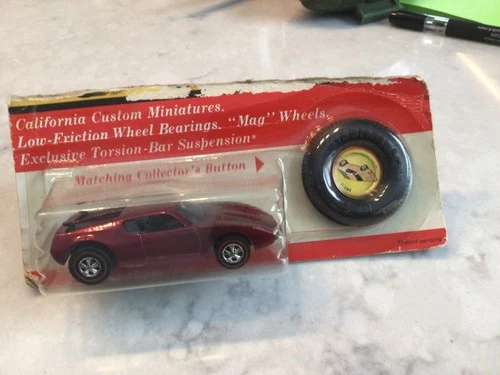 California Custom Miniatures.
Low-Friction Wheel Bearings. "Mag" Wheels.
Exclusive Torsion-Bar Suspension*
Matching Collector's Button